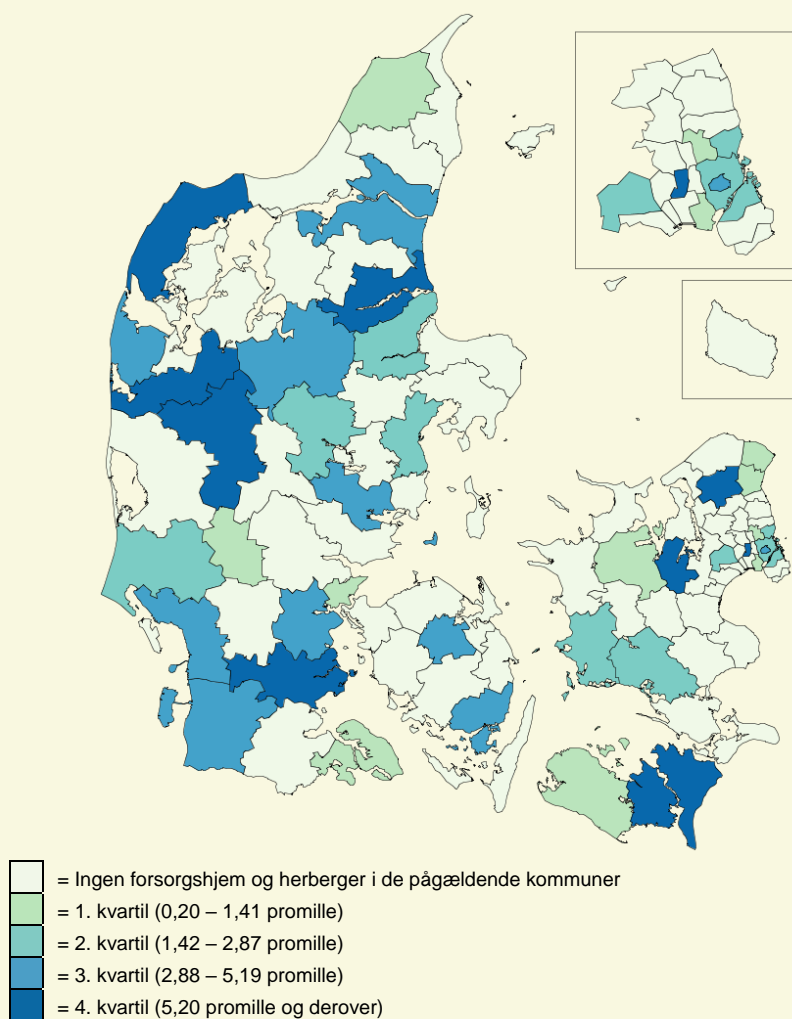 = Ingen forsorgshjem og herberger i de pågældende kommuner
= 1. kvartil (0,20 – 1,41 promille)
= 2. kvartil (1,42 – 2,87 promille)
= 3. kvartil (2,88 – 5,19 promille)
= 4. kvartil (5,20 promille og derover)